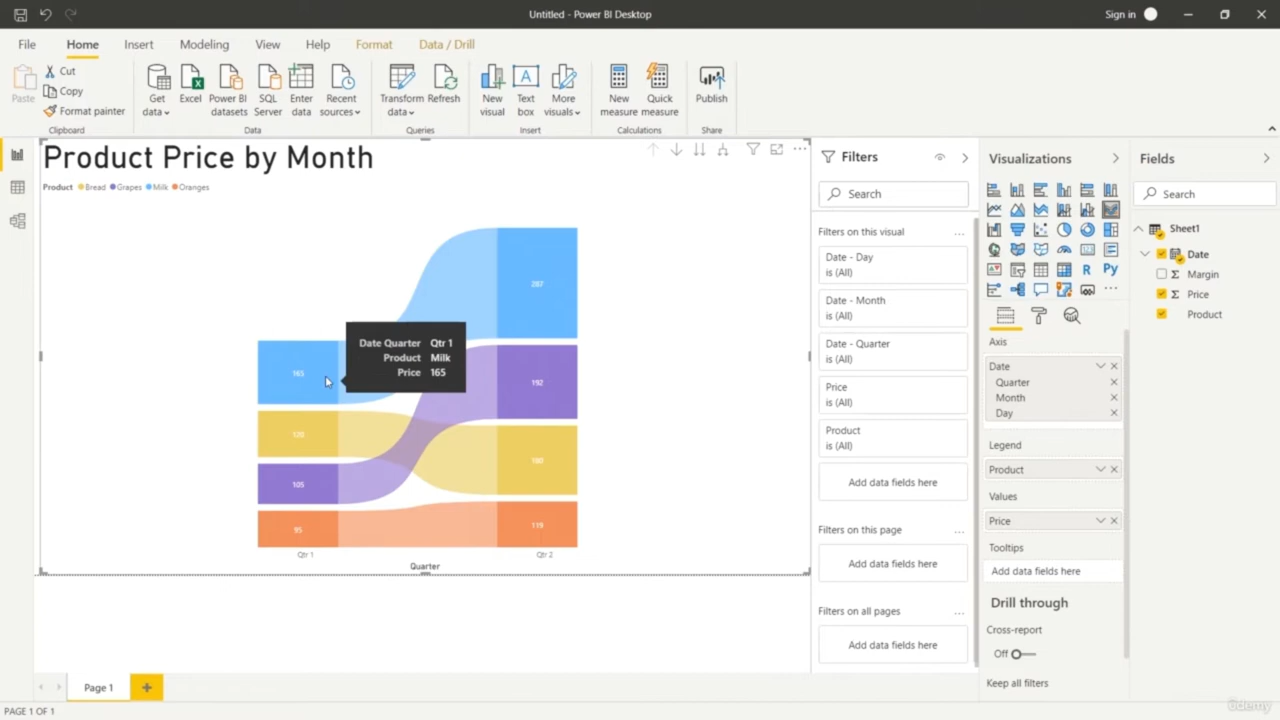 Untitled - Power BI Desktop
Sign in
File Home Insert Modeling View Help Format Data / Drill
Paste
Cut
Copy
Format painter
Clipboard
Get data
Excel
Power BI datasets
SQL Server
Enter data
Recent sources
Data
Transform data
Refresh
Queries
New visual
Text box
More visuals
Insert
New measure
Quick measure
Calculations
Publish
Share
Product Price by Month
Product Bread Grapes Milk Oranges
287
192
119
165
105
95
Date Quarter Qtr 1
Product Milk
Price 165
Qtr 1 Qtr 2
Quarter
Filters
Search
Filters on this visual
Date - Day
is (All)
Date - Month
is (All)
Date - Quarter
is (All)
Price
is (All)
Product
is (All)
Add data fields here
Filters on this page
Add data fields here
Filters on all pages
Add data fields here
Visualizations
R Py
Axis
Date
Quarter
Month
Day
Legend
Product
Values
Price
Tooltips
Add data fields here
Drill through
Cross-report
Off
Keep all filters
Fields
Search
Sheet1
Date
Margin
Price
Product
Page 1
PAGE 1 OF 1
ûdemy